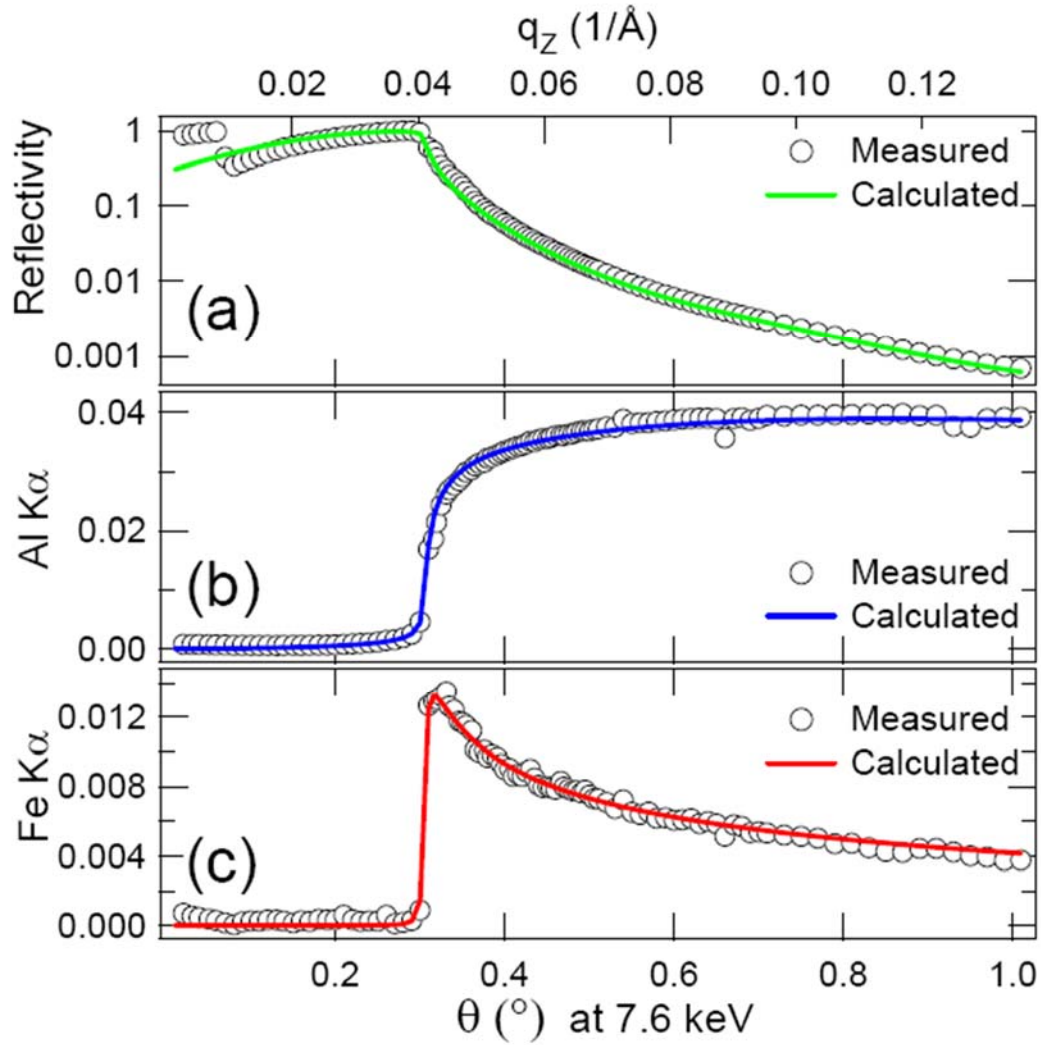 q_Z (1/Å)
0.02 0.04 0.06 0.08 0.10 0.12
Reflectivity
1
0.1
0.01
0.001
(a)
Measured
Calculated
Al Kα
0.04
0.02
0.00
(b)
Measured
Calculated
Fe Kα
0.012
0.008
0.004
0.000
(c)
Measured
Calculated
0.2 0.4 0.6 0.8 1.0
θ (°) at 7.6 keV